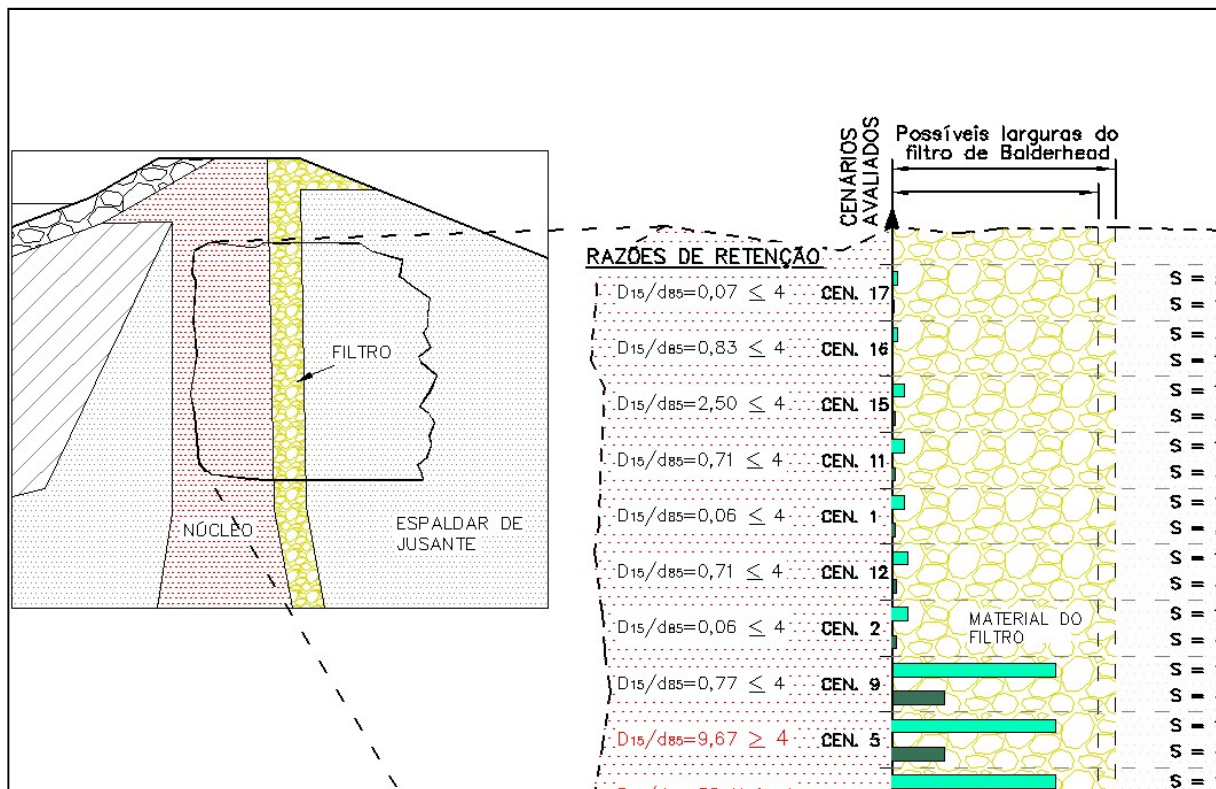 FILTRO
NÚCLEO
ESPALDAR DE
JUSANTE
CENÁRIOS
AVALIADOS
Possíveis larguras do
filtro de Balderhead
RAZÕES DE RETENÇÃO
D15/d85=0,07 ≤ 4 CEN. 17
S =
S =
D15/d85=0,83 ≤ 4 CEN. 16
S =
S =
D15/d85=2,50 ≤ 4 CEN. 15
S =
S =
D15/d85=0,71 ≤ 4 CEN. 11
S =
S =
D15/d85=0,06 ≤ 4 CEN. 1
S =
S =
D15/d85=0,71 ≤ 4 CEN. 12
S =
S =
D15/d85=0,06 ≤ 4 CEN. 2
MATERIAL DO
FILTRO
S =
S =
D15/d85=0,77 ≤ 4 CEN. 9
S =
S =
D15/d85=9,67 ≥ 4 CEN. 5
S =
S =
S =